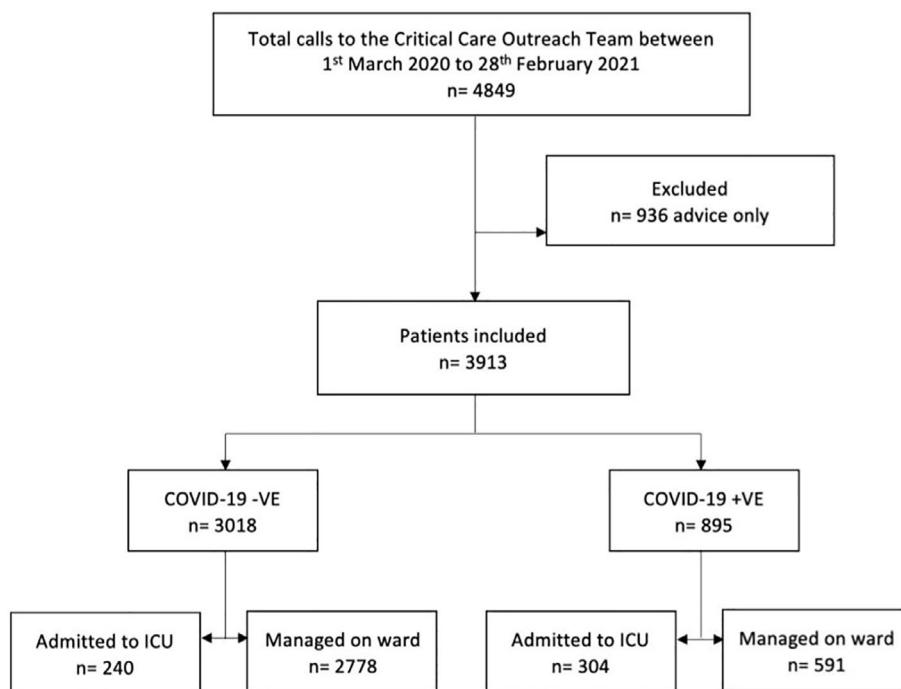 Total calls to the Critical Care Outreach Team between
1st March 2020 to 28th February 2021
n= 4849
Excluded
n= 936 advice only
Patients included
n= 3913
COVID-19 -VE
n= 3018
COVID-19 +VE
n= 895
Admitted to ICU
n= 240
Managed on ward
n= 2778
Admitted to ICU
n= 304
Managed on ward
n= 591